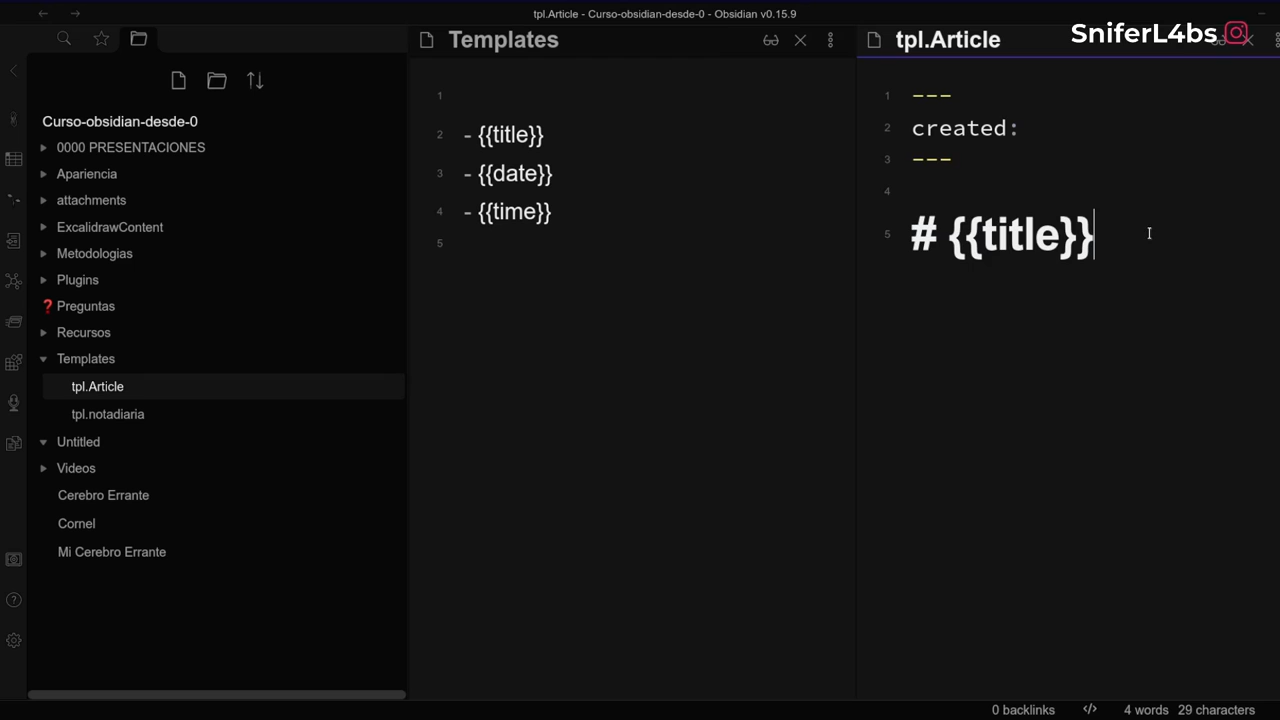 tpl.Article - Curso-obsidian-desde-0 - Obsidian v0.15.9
SniferL4bs
Curso-obsidian-desde-0
0000 PRESENTACIONES
Apariencia
attachments
ExcalidrawContent
Metodologias
Plugins
❓ Preguntas
Recursos
Templates
tpl.Article
tpl.notadiaria
Untitled
Videos
Cerebro Errante
Cornel
Mi Cerebro Errante
Templates
1
2 - {{title}}
3 - {{date}}
4 - {{time}}
5
tpl.Article
1 ---
2 created:
3 ---
4
5 # {{title}}
0 backlinks </> 4 words 29 characters